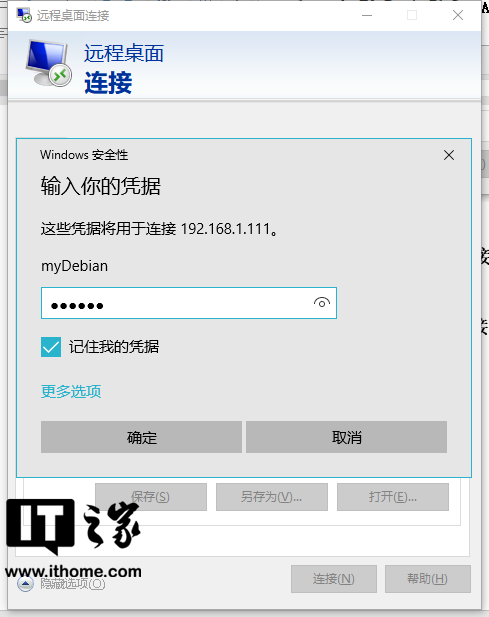 远程桌面连接
远程桌面
连接
Windows 安全性
输入你的凭据
这些凭据将用于连接 192.168.1.111。
myDebian
●●●●●●
记住我的凭据
更多选项
确定
取消
保存(S)
另存为(V)...
打开(E)...
IT之家
www.ithome.com
隐藏选项(O)
连接(N)
帮助(H)